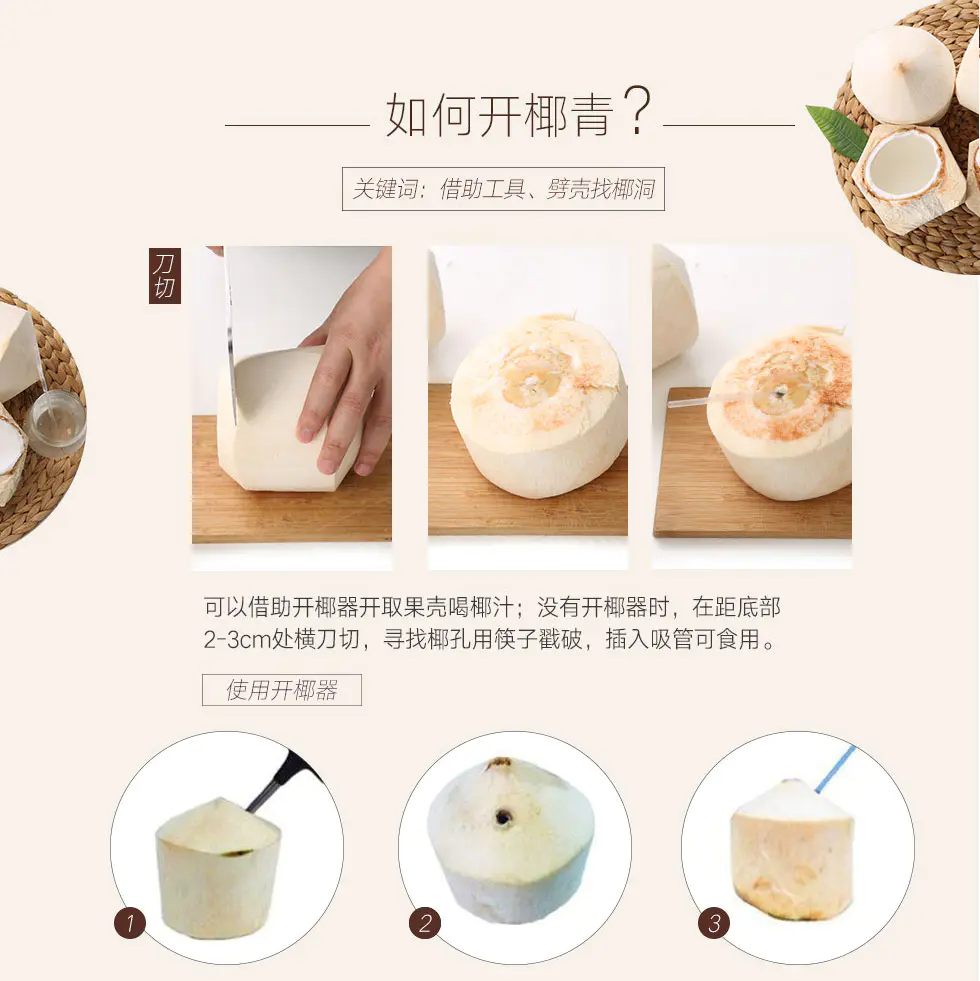 如何开椰青?
关键词：借助工具、劈壳找椰洞
刀切
可以借助开椰器开取果壳喝椰汁；没有开椰器时，在距底部
2-3cm处横刀切，寻找椰孔用筷子戳破，插入吸管可食用。
使用开椰器
1
2
3